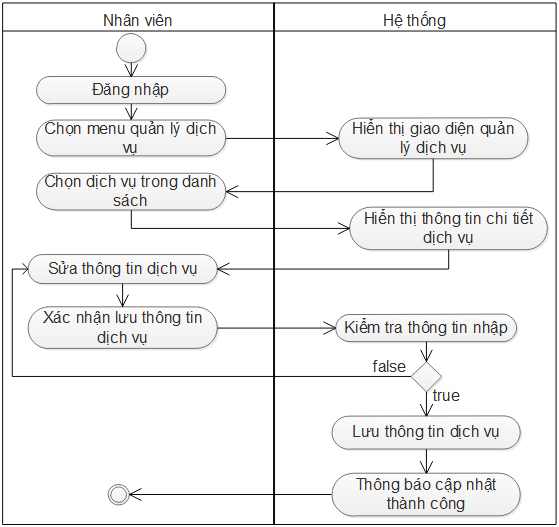 Nhân viên
Hệ thống
Đăng nhập
Chọn menu quản lý dịch
vụ
Hiển thị giao diện quản
lý dịch vụ
Chọn dịch vụ trong danh
sách
Hiển thị thông tin chi tiết
dịch vụ
Sửa thông tin dịch vụ
Xác nhận lưu thông tin
dịch vụ
Kiểm tra thông tin nhập
false
true
Lưu thông tin dịch vụ
Thông báo cập nhật
thành công